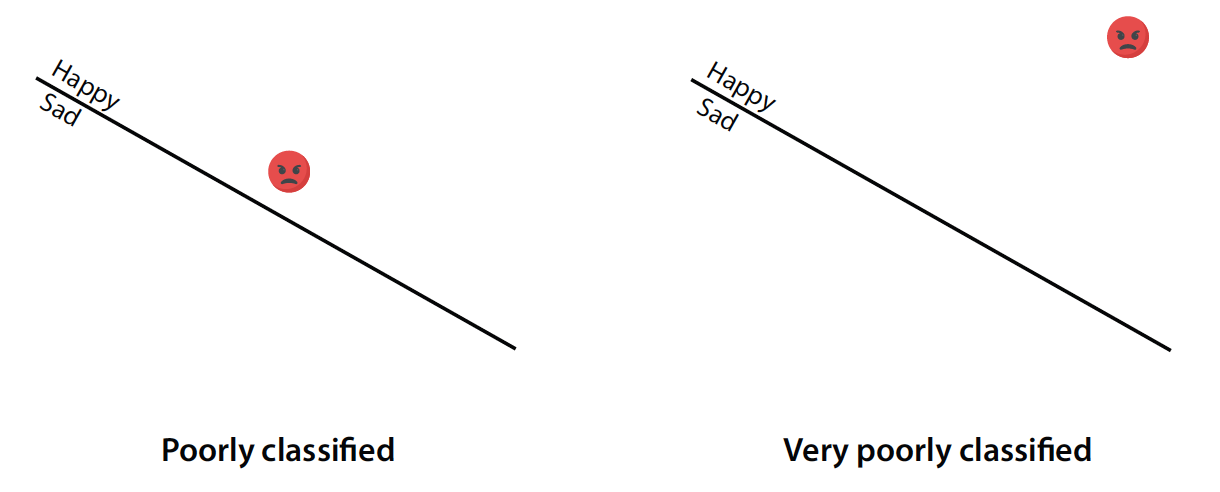 Happy
Sad
Poorly classified
Happy
Sad
Very poorly classified